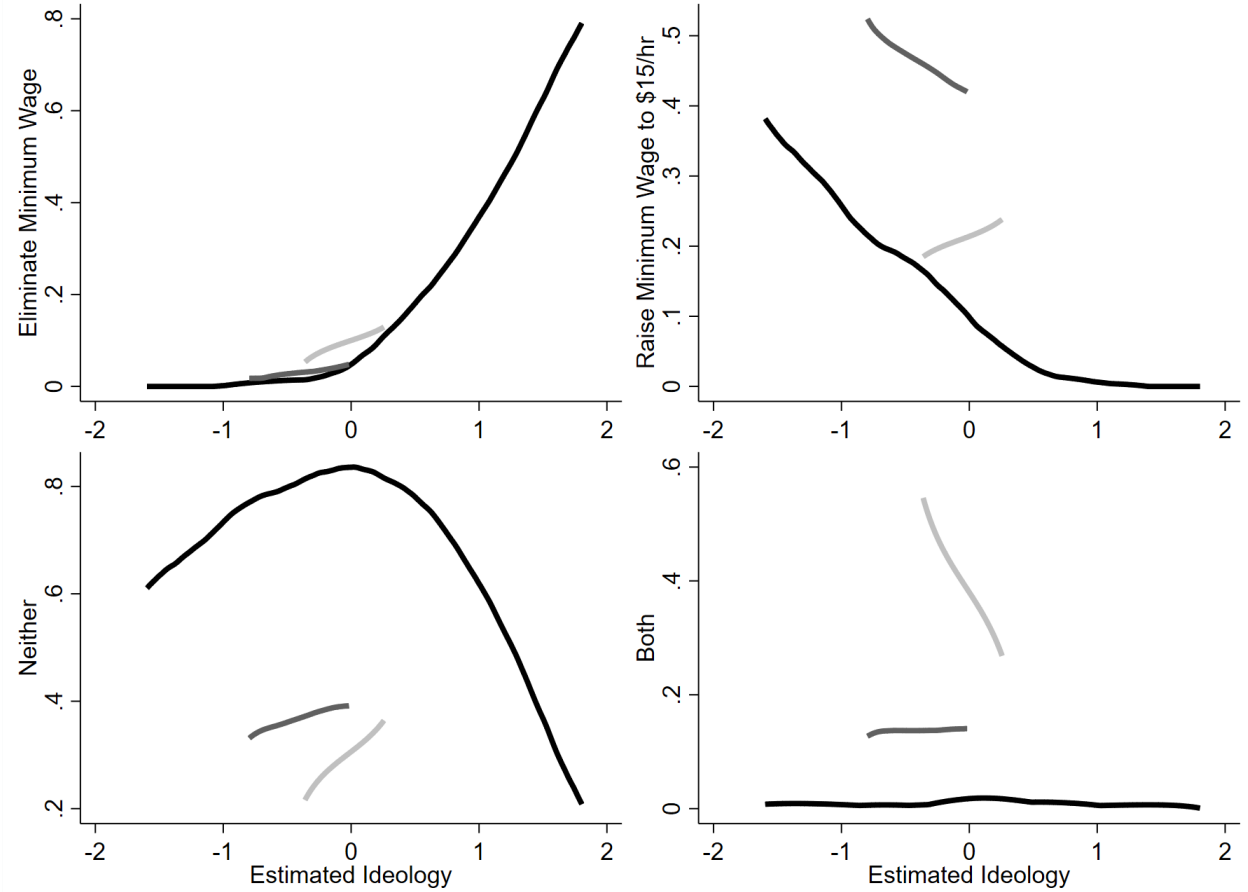 Eliminate Minimum Wage
.8
.6
.4
.2
0
-2 -1 0 1 2
Raise Minimum Wage to $15/hr
.5
.4
.3
.2
.1
0
-2 -1 0 1 2
Neither
.8
.6
.4
.2
-2 -1 0 1 2
Estimated Ideology
Both
.6
.4
.2
0
-2 -1 0 1 2
Estimated Ideology